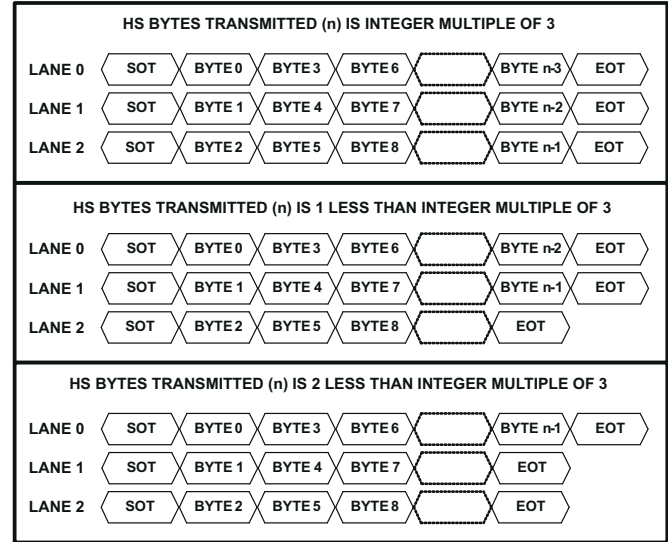 HS BYTES TRANSMITTED (n) IS INTEGER MULTIPLE OF 3
LANE 0 SOT BYTE 0 BYTE 3 BYTE 6 BYTE n-3 EOT
LANE 1 SOT BYTE 1 BYTE 4 BYTE 7 BYTE n-2 EOT
LANE 2 SOT BYTE 2 BYTE 5 BYTE 8 BYTE n-1 EOT
HS BYTES TRANSMITTED (n) IS 1 LESS THAN INTEGER MULTIPLE OF 3
LANE 0 SOT BYTE 0 BYTE 3 BYTE 6 BYTE n-2 EOT
LANE 1 SOT BYTE 1 BYTE 4 BYTE 7 BYTE n-1 EOT
LANE 2 SOT BYTE 2 BYTE 5 BYTE 8 EOT
HS BYTES TRANSMITTED (n) IS 2 LESS THAN INTEGER MULTIPLE OF 3
LANE 0 SOT BYTE 0 BYTE 3 BYTE 6 BYTE n-1 EOT
LANE 1 SOT BYTE 1 BYTE 4 BYTE 7 EOT
LANE 2 SOT BYTE 2 BYTE 5 BYTE 8 EOT